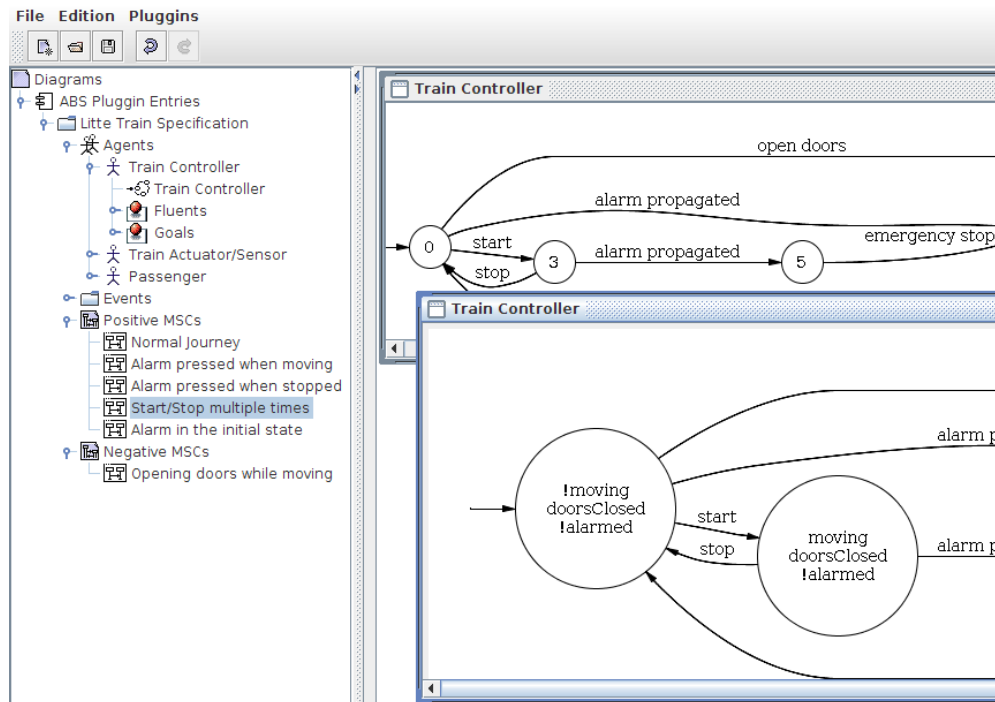 File Edition Pluggins
Diagrams
ABS Pluggin Entries
Litte Train Specification
Agents
Train Controller
Train Controller
Fluents
Goals
Train Actuator/Sensor
Passenger
Events
Positive MSCs
Normal Journey
Alarm pressed when moving
Alarm pressed when stopped
Start/Stop multiple times
Alarm in the initial state
Negative MSCs
Opening doors while moving
Train Controller
open doors
alarm propagated
emergency stop
0
start
3
alarm propagated
5
stop
Train Controller
alarm p
!moving
doorsClosed
!alarmed
start
stop
moving
doorsClosed
!alarmed
alarm p